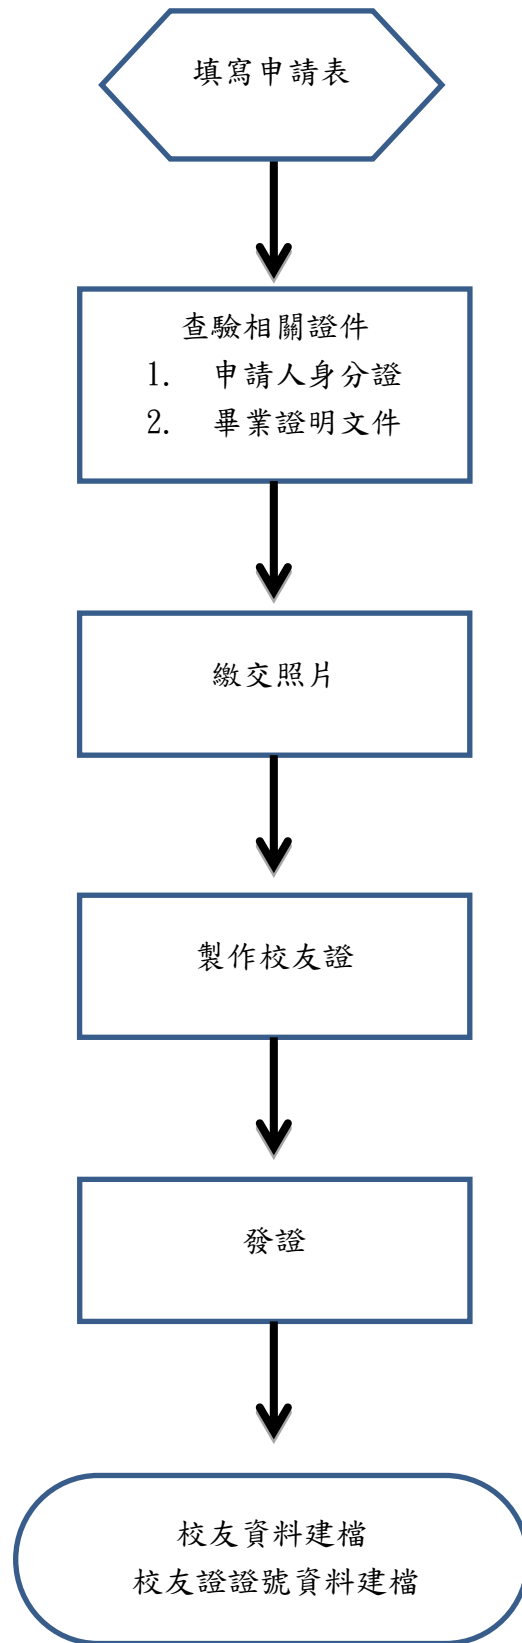 填寫申請表
查驗相關證件
1. 申請人身分證
2. 畢業證明文件
繳交照片
製作校友證
發證
校友資料建檔
校友證證號資料建檔